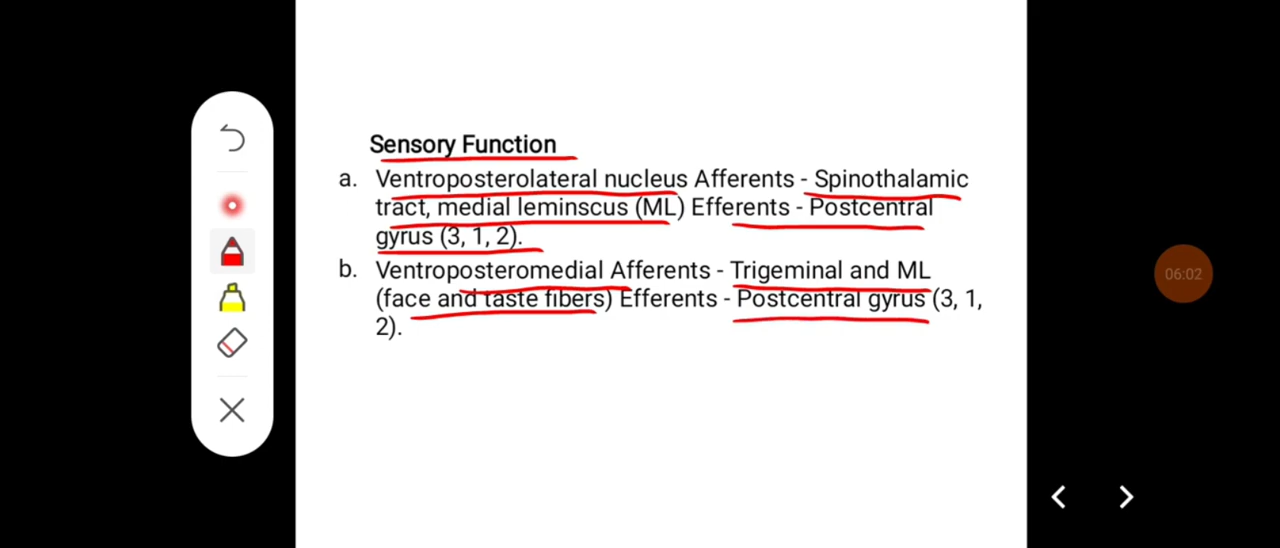 Sensory Function
a. Ventroposterolateral nucleus Afferents - Spinothalamic
tract, medial leminscus (ML) Efferents - Postcentral
gyrus (3, 1, 2).
b. Ventroposteromedial Afferents - Trigeminal and ML
(face and taste fibers) Efferents - Postcentral gyrus (3, 1,
2).
06:02